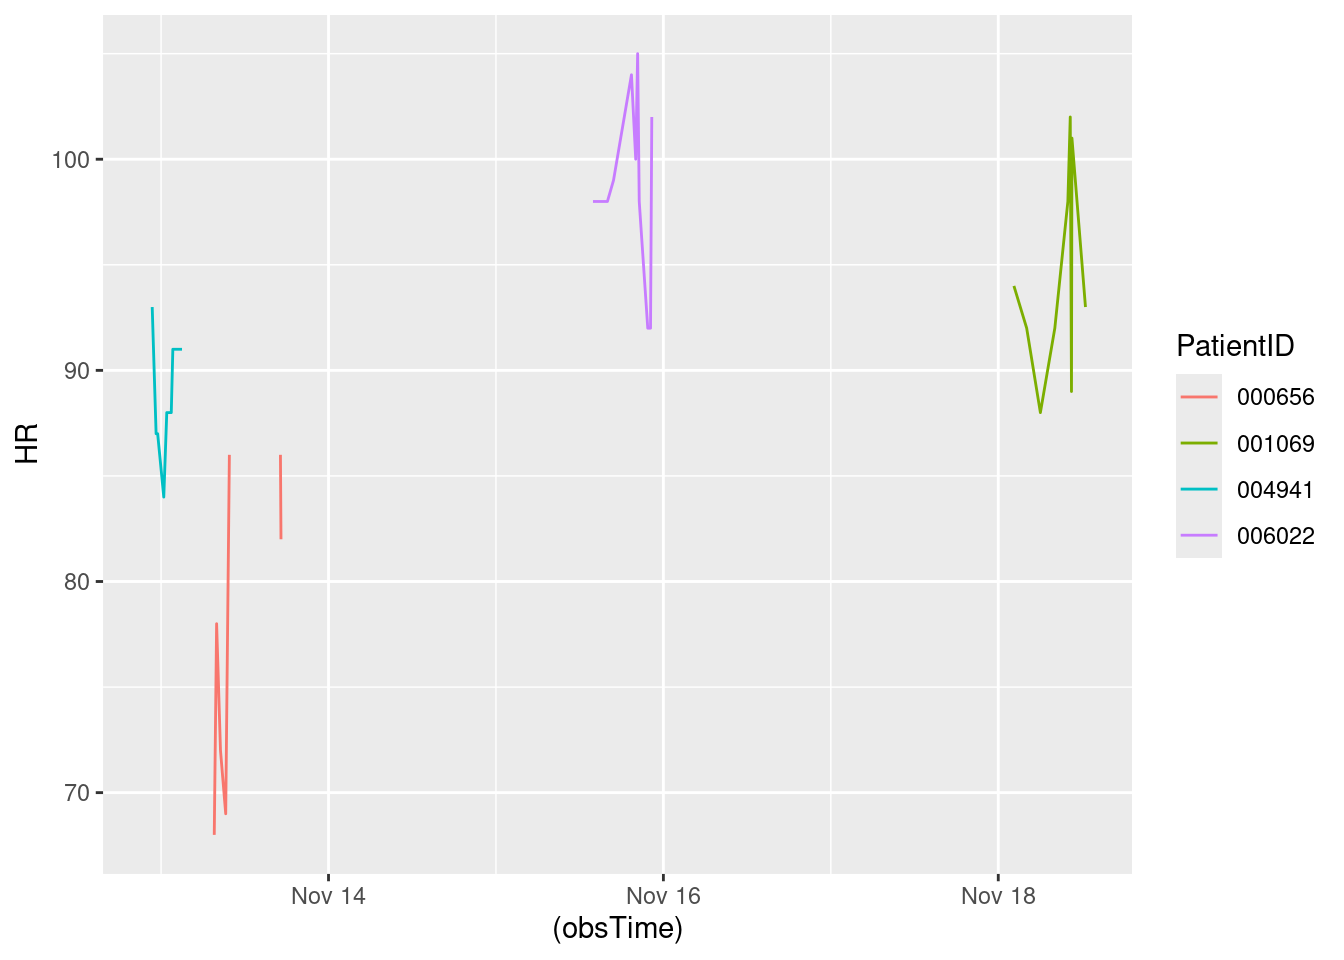 100
90
80
70
HR
Nov 14
Nov 16
Nov 18
(obsTime)
PatientID
000656
001069
004941
006022